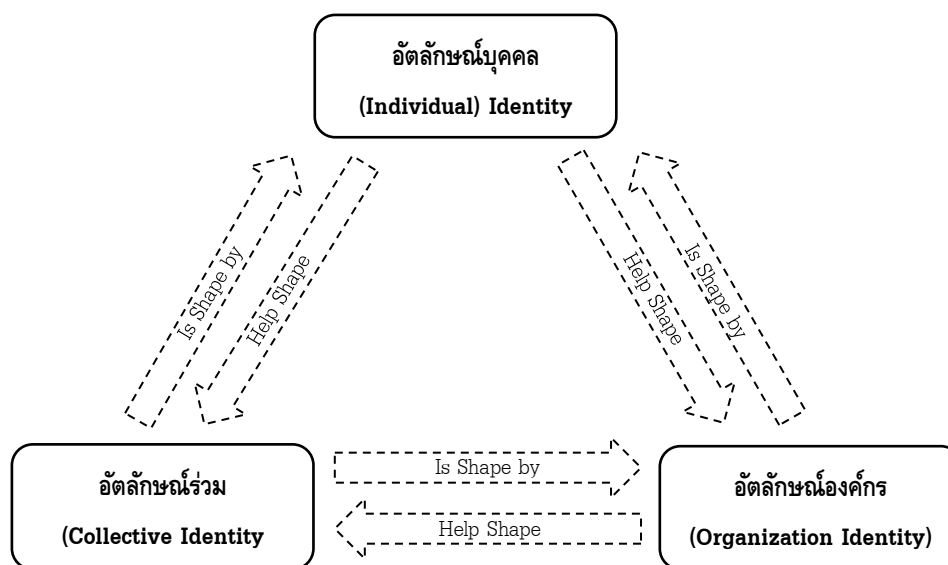 อัตลักษณ์บุคคล
(Individual) Identity
Is Shape by
Help Shape
Help Shape
Is Shape by
อัตลักษณ์ร่วม
(Collective Identity
Is Shape by
Help Shape
อัตลักษณ์องค์กร
(Organization Identity)